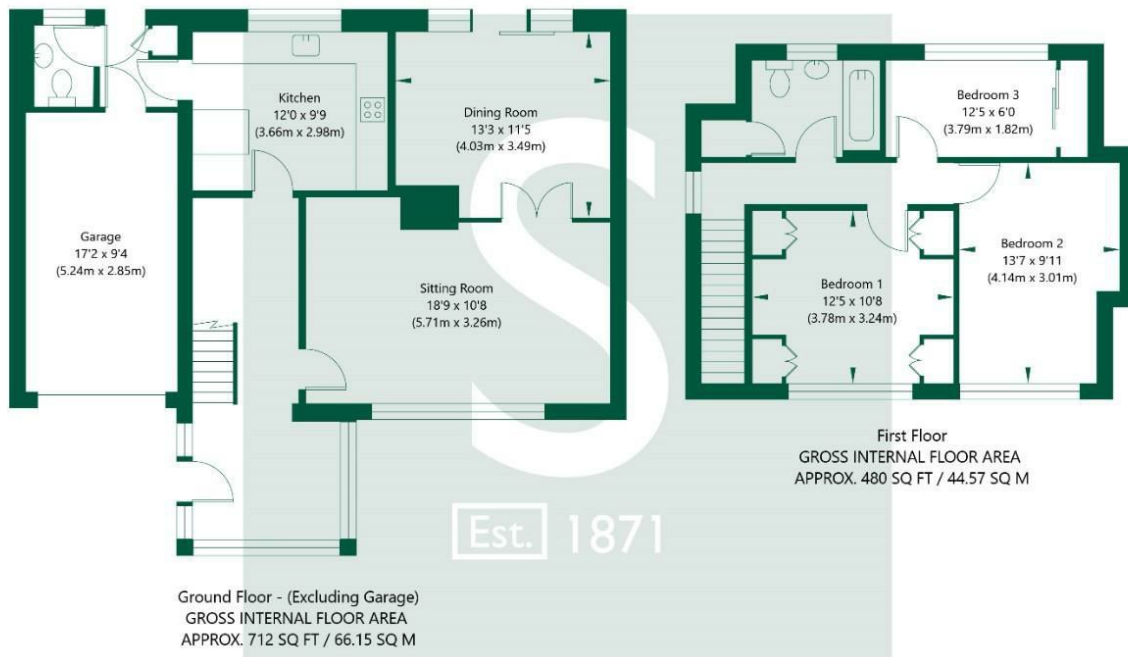 Kitchen
12'0 x 9'9
(3.66m x 2.98m)
Dining Room
13'3 x 11'5
(4.03m x 3.49m)
Garage
17'2 x 9'4
(5.24m x 2.85m)
Sitting Room
18'9 x 10'8
(5.71m x 3.26m)
Ground Floor - (Excluding Garage)
GROSS INTERNAL FLOOR AREA
APPROX. 712 SQ FT / 66.15 SQ M
Bedroom 3
12'5 x 6'0
(3.79m x 1.82m)
Bedroom 2
13'7 x 9'11
(4.14m x 3.01m)
Bedroom 1
12'5 x 10'8
(3.78m x 3.24m)
First Floor
GROSS INTERNAL FLOOR AREA
APPROX. 480 SQ FT / 44.57 SQ M
S
Est. 1871